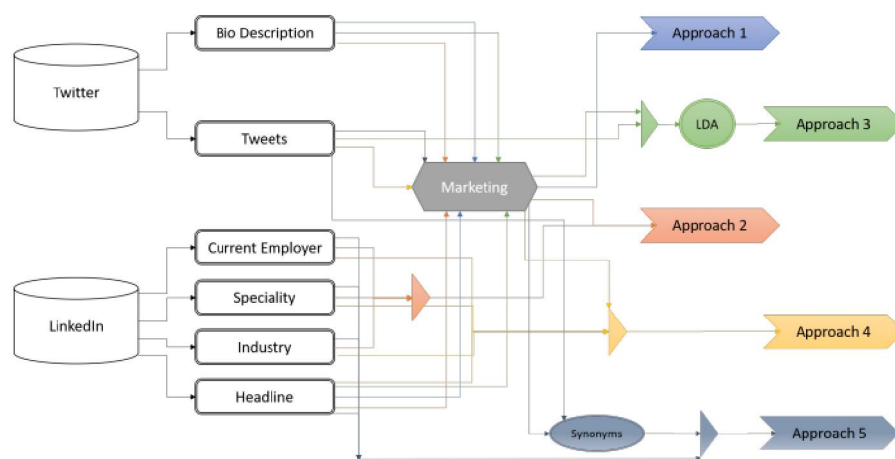 Bio Description
Approach 1
Twitter
Tweets
LDA
Approach 3
Marketing
Approach 2
Current Employer
Speciality
LinkedIn
Industry
Approach 4
Headline
Synonyms
Approach 5